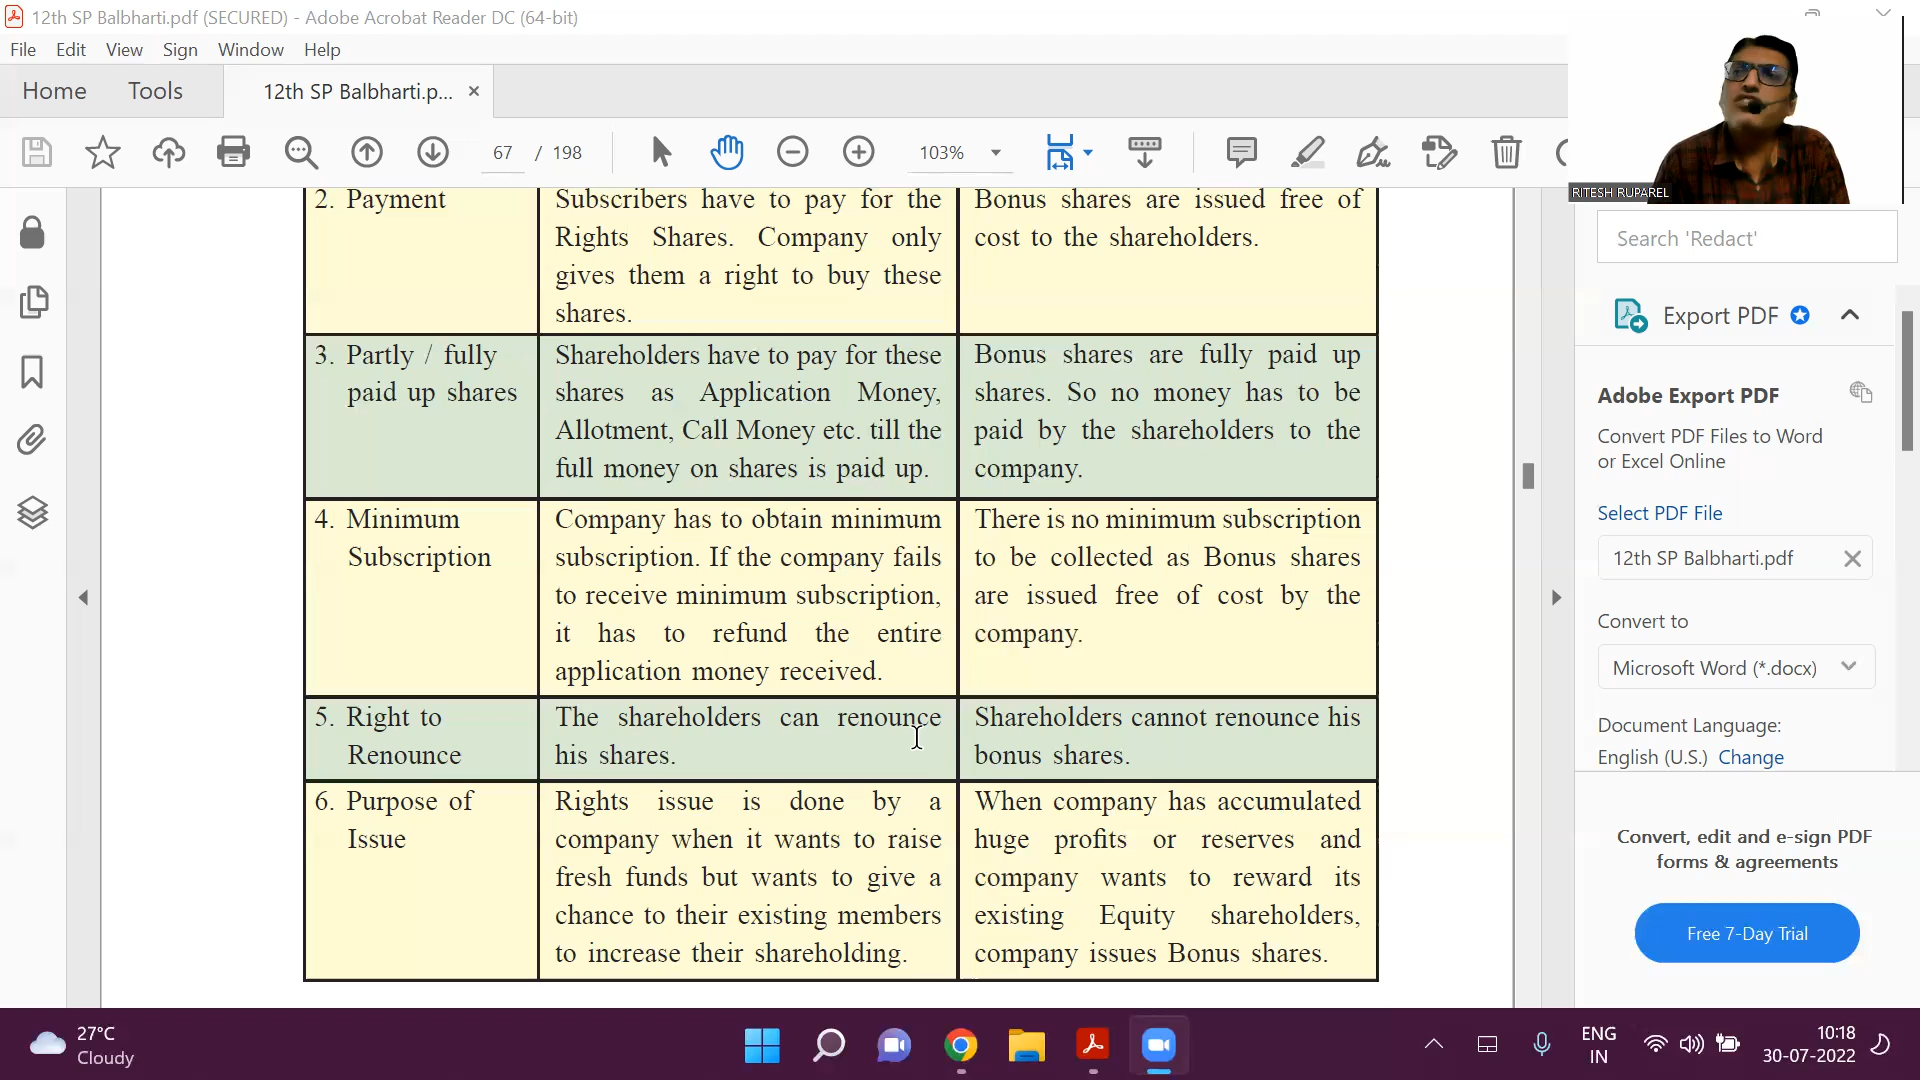 12th SP Balbharti.pdf (SECURED) - Adobe Acrobat Reader DC (64-bit)
File Edit View Sign Window Help
Home Tools 12th SP Balbharti.p... ×
67 / 198 103%
RITESH RUPAREL
2. Payment
Subscribers have to pay for the
Rights Shares. Company only
gives them a right to buy these
shares.
Bonus shares are issued free of
cost to the shareholders.
3. Partly / fully
paid up shares
Shareholders have to pay for these
shares as Application Money,
Allotment, Call Money etc. till the
full money on shares is paid up.
Bonus shares are fully paid up
shares. So no money has to be
paid by the shareholders to the
company.
4. Minimum
Subscription
Company has to obtain minimum
subscription. If the company fails
to receive minimum subscription,
it has to refund the entire
application money received.
There is no minimum subscription
to be collected as Bonus shares
are issued free of cost by the
company.
5. Right to
Renounce
The shareholders can renounce
his shares.
Shareholders cannot renounce his
bonus shares.
6. Purpose of
Issue
Rights issue is done by a
company when it wants to raise
fresh funds but wants to give a
chance to their existing members
to increase their shareholding.
When company has accumulated
huge profits or reserves and
company wants to reward its
existing Equity shareholders,
company issues Bonus shares.
Search 'Redact'
Export PDF
Adobe Export PDF
Convert PDF Files to Word
or Excel Online
Select PDF File
12th SP Balbharti.pdf
Convert to
Microsoft Word (*.docx)
Document Language:
English (U.S.) Change
Convert, edit and e-sign PDF
forms & agreements
Free 7-Day Trial
27°C
Cloudy
ENG
IN
10:18
30-07-2022